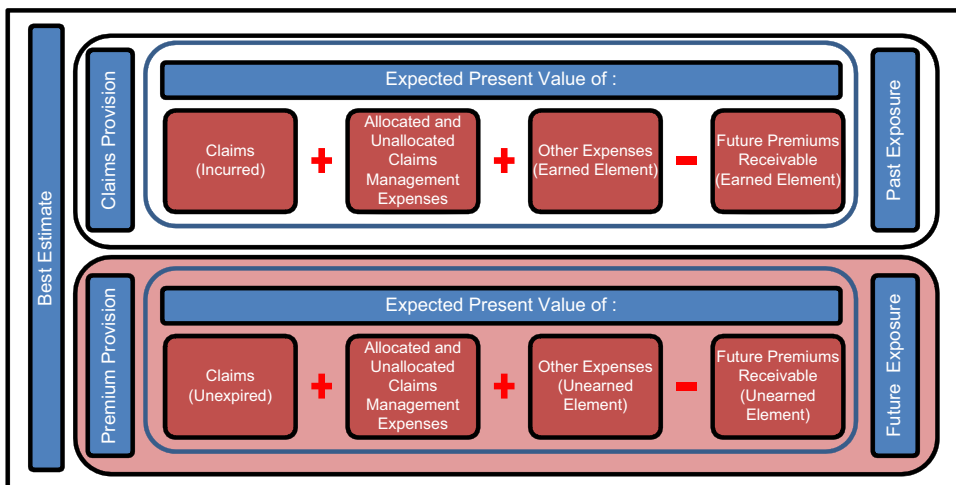 Best Estimate
Claims Provision
Expected Present Value of :
Claims
(Incurred)
+
Allocated and
Unallocated
Claims
Management
Expenses
+
Other Expenses
(Earned Element)
-
Future Premiums
Receivable
(Earned Element)
Past Exposure
Premium Provision
Expected Present Value of :
Claims
(Unexpired)
+
Allocated and
Unallocated
Claims
Management
Expenses
+
Other Expenses
(Unearned
Element)
-
Future Premiums
Receivable
(Unearned
Element)
Future Exposure